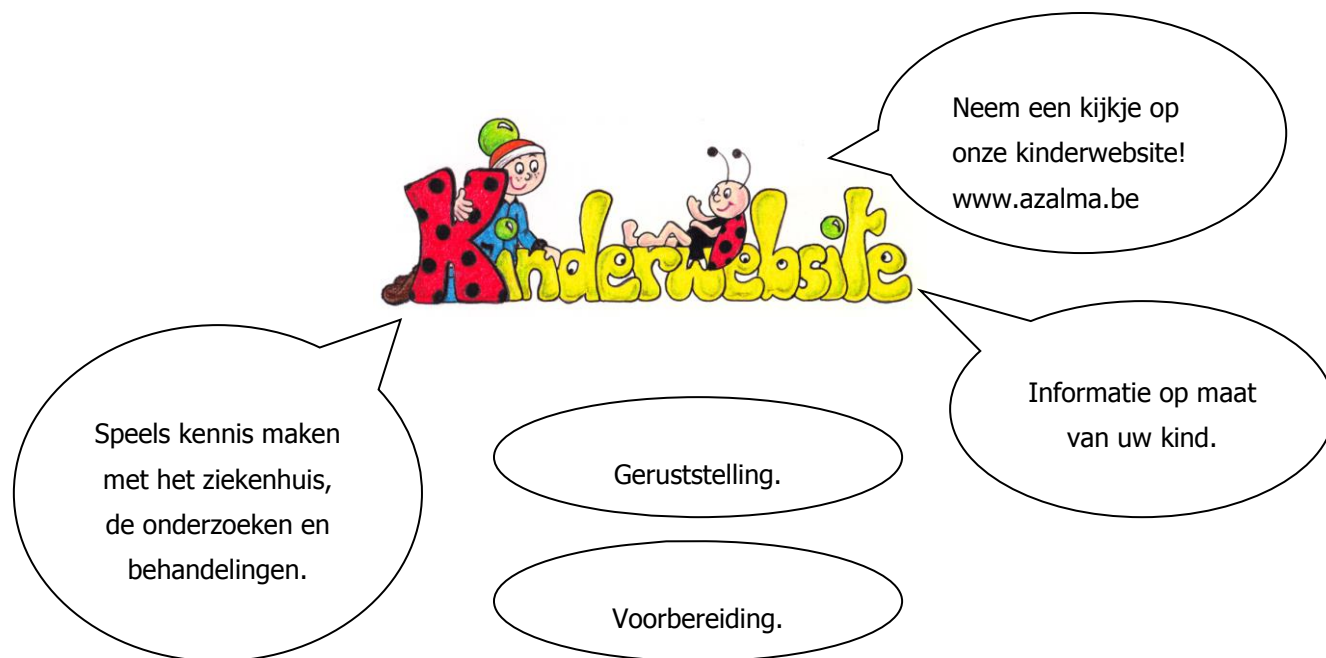 Neem een kijkje op
onze kinderwebsite!
www.azalma.be
Kinderwebsite
Informatie op maat
van uw kind.
Speels kennis maken
met het ziekenhuis,
de onderzoeken en
behandelingen.
Geruststelling.
Voorbereiding.